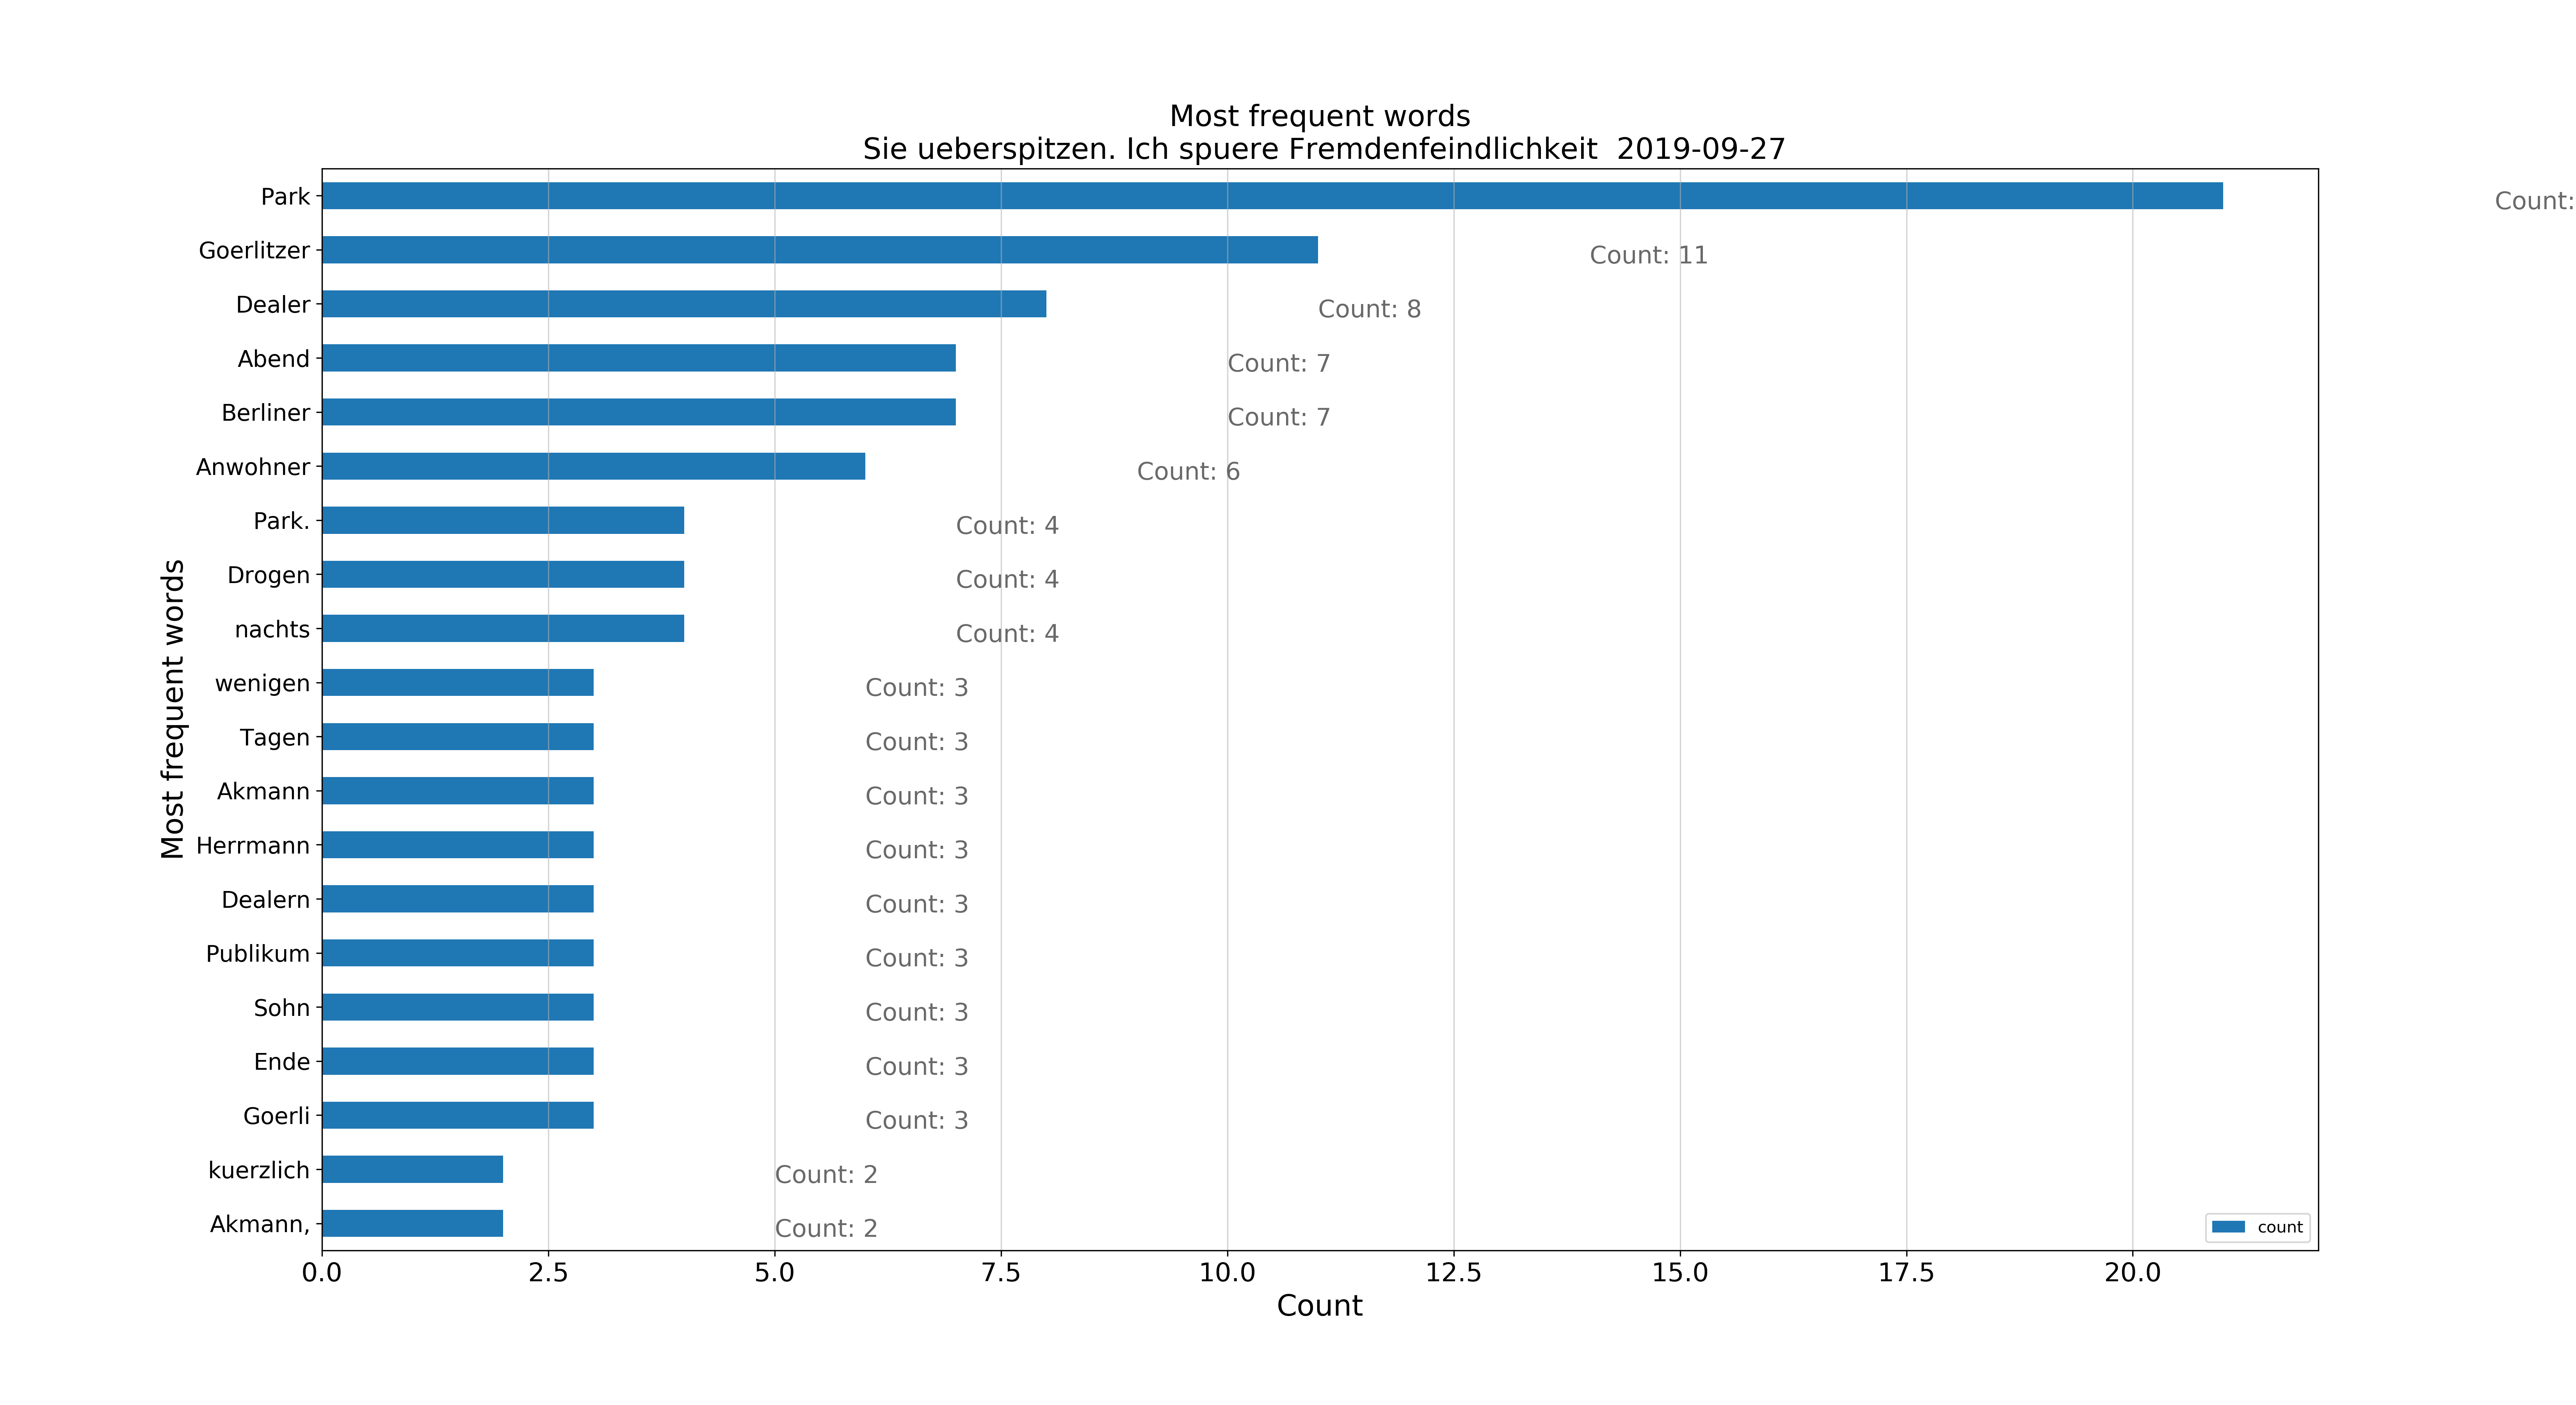 Most frequent words
Sie ueberspitzen. Ich spuere Fremdenfeindlichkeit  2019-09-27
Park Count:
Goerlitzer Count: 11
Dealer Count: 8
Abend Count: 7
Berliner Count: 7
Anwohner Count: 6
Park. Count: 4
Drogen Count: 4
nachts Count: 4
wenigen Count: 3
Tagen Count: 3
Akmann Count: 3
Herrmann Count: 3
Dealern Count: 3
Publikum Count: 3
Sohn Count: 3
Ende Count: 3
Goerli Count: 3
kuerzlich Count: 2
Akmann, Count: 2
Most frequent words
count
0.0 2.5 5.0 7.5 10.0 12.5 15.0 17.5 20.0
Count